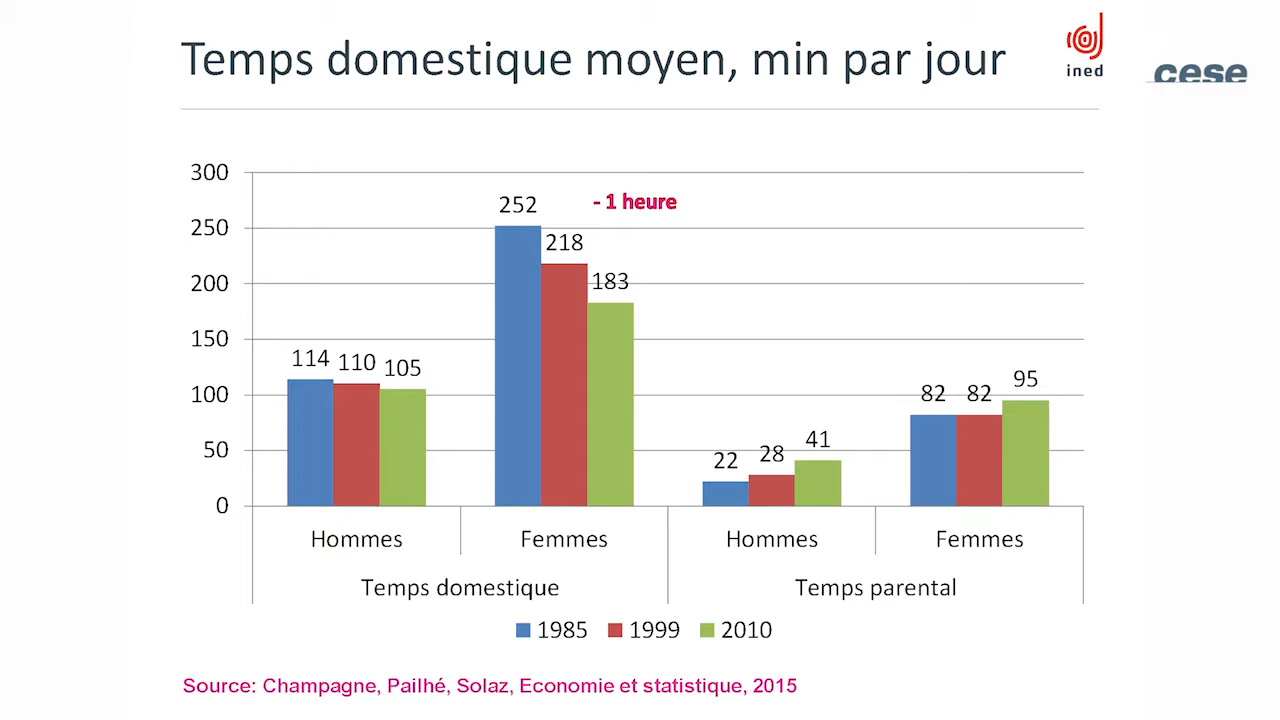 Temps domestique moyen, min par jour
ined
cese
300
250
200
150
100
50
0
- 1 heure
114 110 105
252
218
183
22 28 41
82 82 95
Hommes Femmes Hommes Femmes
Temps domestique Temps parental
1985 1999 2010
Source: Champagne, Pailhé, Solaz, Economie et statistique, 2015